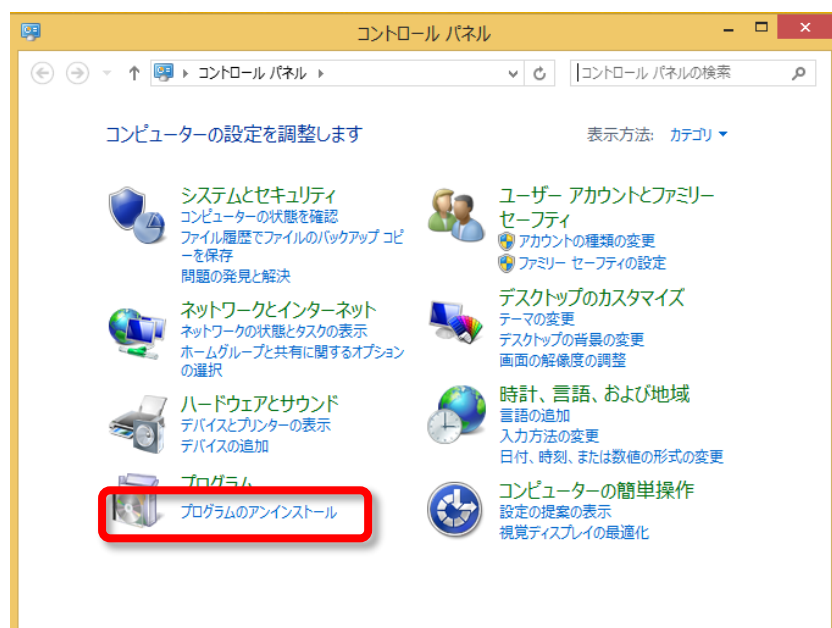 コントロール パネル
コントロール パネル
コントロール パネルの検索
コンピューターの設定を調整します
表示方法: カテゴリ
システムとセキュリティ
コンピューターの状態を確認
ファイル履歴でファイルのバックアップ コピ
ーを保存
問題の発見と解決
ネットワークとインターネット
ネットワークの状態とタスクの表示
ホームグループと共有に関するオプション
の選択
ハードウェアとサウンド
デバイスとプリンターの表示
デバイスの追加
プログラム
プログラムのアンインストール
ユーザー アカウントとファミリー
セーフティ
アカウントの種類の変更
ファミリー セーフティの設定
デスクトップのカスタマイズ
テーマの変更
デスクトップの背景の変更
画面の解像度の調整
時計、言語、および地域
言語の追加
入力方法の変更
日付、時刻、または数値の形式の変更
コンピューターの簡単操作
設定の提案の表示
視覚ディスプレイの最適化